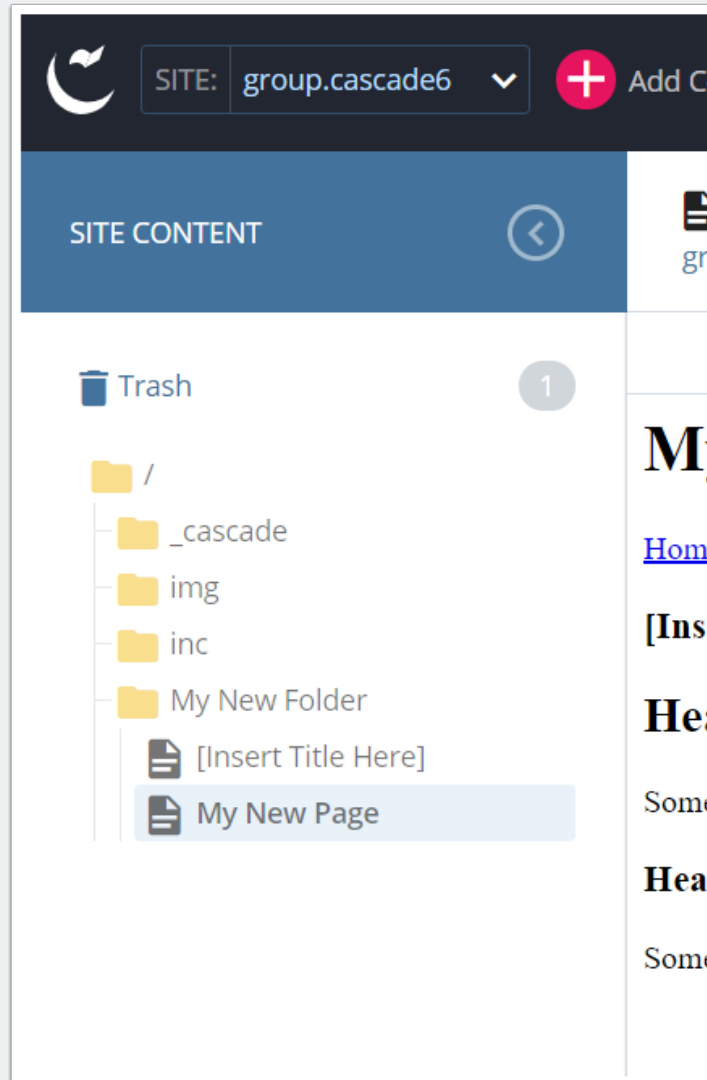 SITE: group.cascade6
Add C
SITE CONTENT
gr
Trash 1
/
_cascade
img
inc
My New Folder
[Insert Title Here]
My New Page
My
Hom
[Ins
Hea
Some
Hea
Some